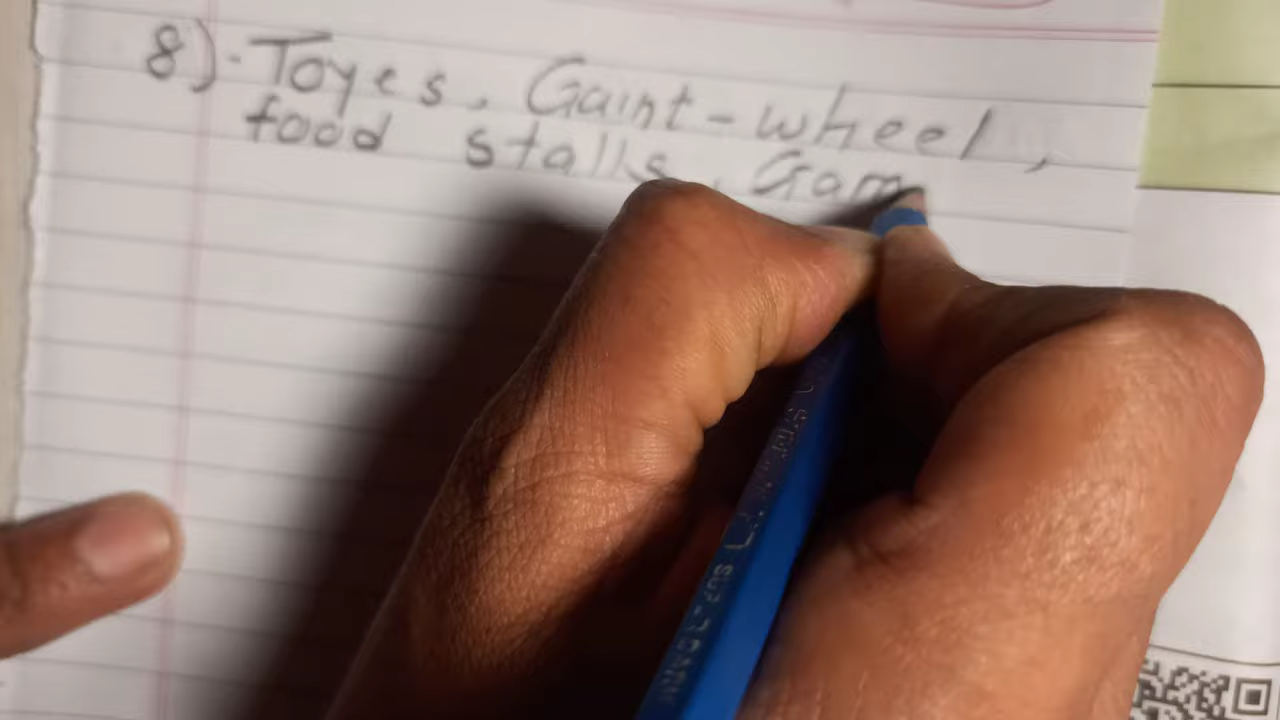 8). Toyes, Gaint-wheel,
food stalls, Gam